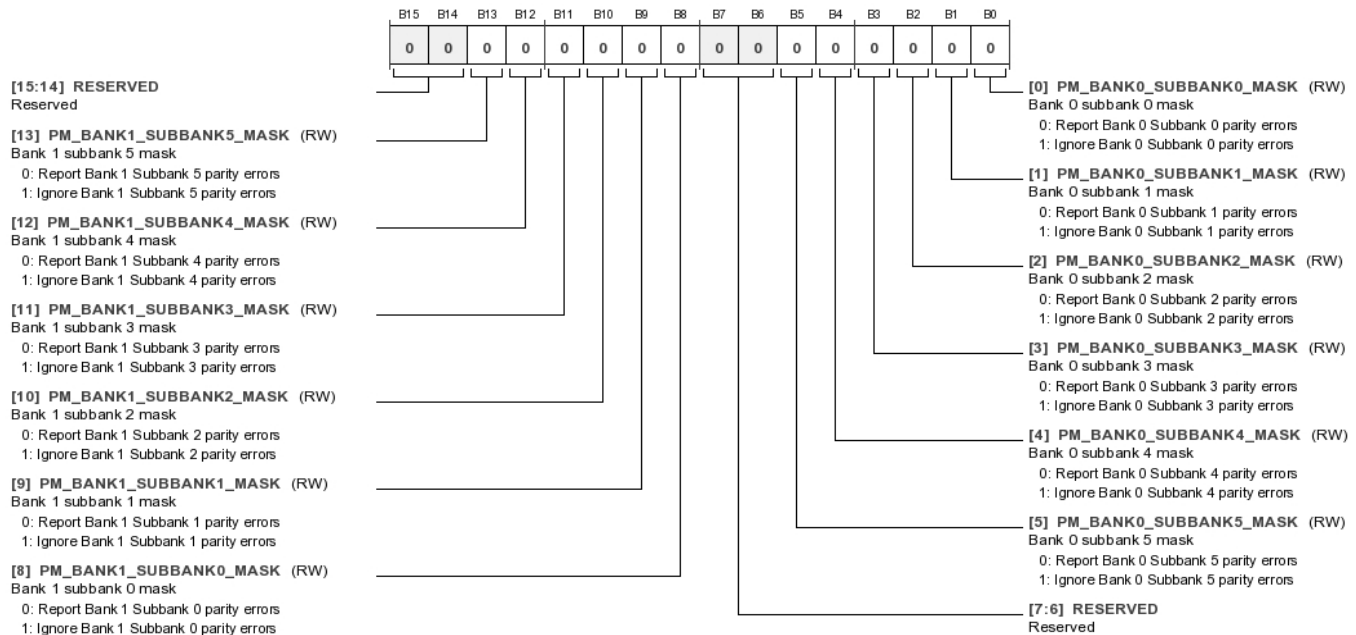 B15 B14 B13 B12 B11 B10 B9 B8 B7 B6 B5 B4 B3 B2 B1 B0
0 0 0 0 0 0 0 0 0 0 0 0 0 0 0 0
[15:14] RESERVED
Reserved
[13] PM_BANK1_SUBBANK5_MASK (RW)
Bank 1 subbank 5 mask
0: Report Bank 1 Subbank 5 parity errors
1: Ignore Bank 1 Subbank 5 parity errors
[12] PM_BANK1_SUBBANK4_MASK (RW)
Bank 1 subbank 4 mask
0: Report Bank 1 Subbank 4 parity errors
1: Ignore Bank 1 Subbank 4 parity errors
[11] PM_BANK1_SUBBANK3_MASK (RW)
Bank 1 subbank 3 mask
0: Report Bank 1 Subbank 3 parity errors
1: Ignore Bank 1 Subbank 3 parity errors
[10] PM_BANK1_SUBBANK2_MASK (RW)
Bank 1 subbank 2 mask
0: Report Bank 1 Subbank 2 parity errors
1: Ignore Bank 1 Subbank 2 parity errors
[9] PM_BANK1_SUBBANK1_MASK (RW)
Bank 1 subbank 1 mask
0: Report Bank 1 Subbank 1 parity errors
1: Ignore Bank 1 Subbank 1 parity errors
[8] PM_BANK1_SUBBANK0_MASK (RW)
Bank 1 subbank 0 mask
0: Report Bank 1 Subbank 0 parity errors
1: Ignore Bank 1 Subbank 0 parity errors
[0] PM_BANK0_SUBBANK0_MASK (RW)
Bank 0 subbank 0 mask
0: Report Bank 0 Subbank 0 parity errors
1: Ignore Bank 0 Subbank 0 parity errors
[1] PM_BANK0_SUBBANK1_MASK (RW)
Bank 0 subbank 1 mask
0: Report Bank 0 Subbank 1 parity errors
1: Ignore Bank 0 Subbank 1 parity errors
[2] PM_BANK0_SUBBANK2_MASK (RW)
Bank 0 subbank 2 mask
0: Report Bank 0 Subbank 2 parity errors
1: Ignore Bank 0 Subbank 2 parity errors
[3] PM_BANK0_SUBBANK3_MASK (RW)
Bank 0 subbank 3 mask
0: Report Bank 0 Subbank 3 parity errors
1: Ignore Bank 0 Subbank 3 parity errors
[4] PM_BANK0_SUBBANK4_MASK (RW)
Bank 0 subbank 4 mask
0: Report Bank 0 Subbank 4 parity errors
1: Ignore Bank 0 Subbank 4 parity errors
[5] PM_BANK0_SUBBANK5_MASK (RW)
Bank 0 subbank 5 mask
0: Report Bank 0 Subbank 5 parity errors
1: Ignore Bank 0 Subbank 5 parity errors
[7:6] RESERVED
Reserved